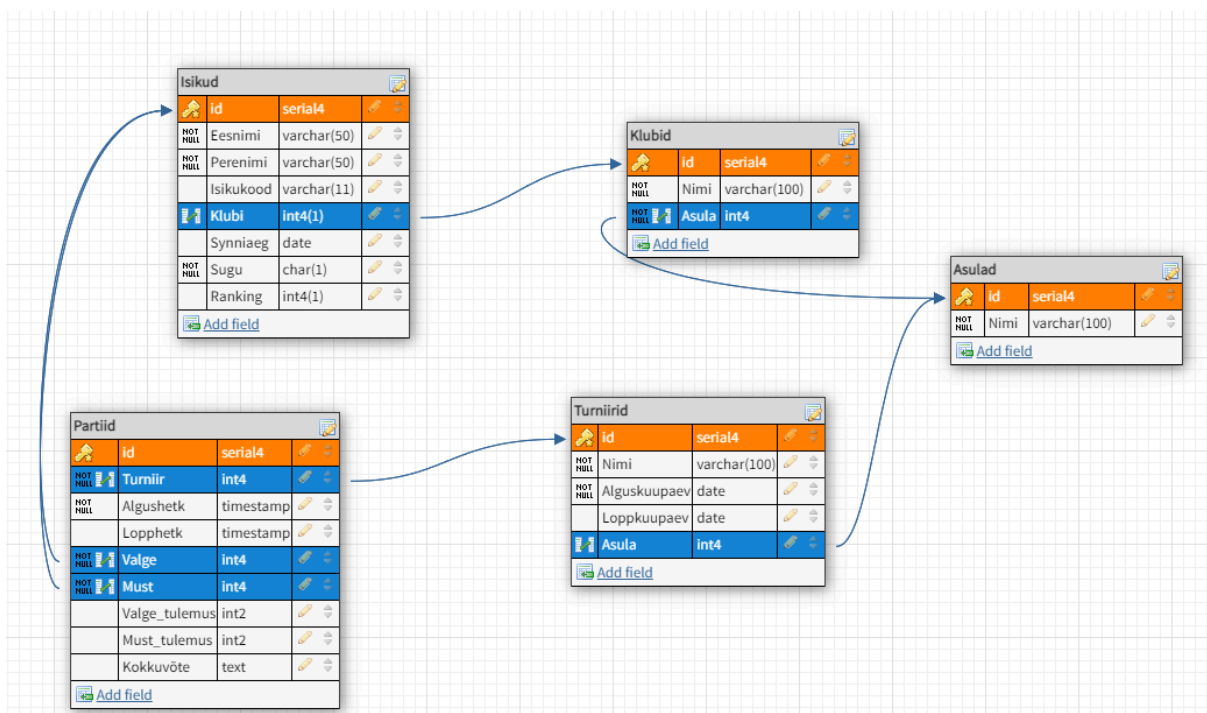 Isikud
id serial4
NOT NULL Eesnimi varchar(50)
NOT NULL Perenimi varchar(50)
Isikukood varchar(11)
Klubi int4(1)
Synniaeg date
NOT NULL Sugu char(1)
Ranking int4(1)
Add field
Klubid
id serial4
NOT NULL Nimi varchar(100)
NOT NULL Asula int4
Add field
Asulad
id serial4
NOT NULL Nimi varchar(100)
Add field
Partiid
id serial4
NOT NULL Turniir int4
NOT NULL Algushetk timestamp
Lopphetk timestamp
NOT NULL Valge int4
NOT NULL Must int4
Valge_tulemus int2
Must_tulemus int2
Kokkuvõte text
Add field
Turniirid
id serial4
NOT NULL Nimi varchar(100)
NOT NULL Alguskuupaev date
Loppkuupaev date
Asula int4
Add field